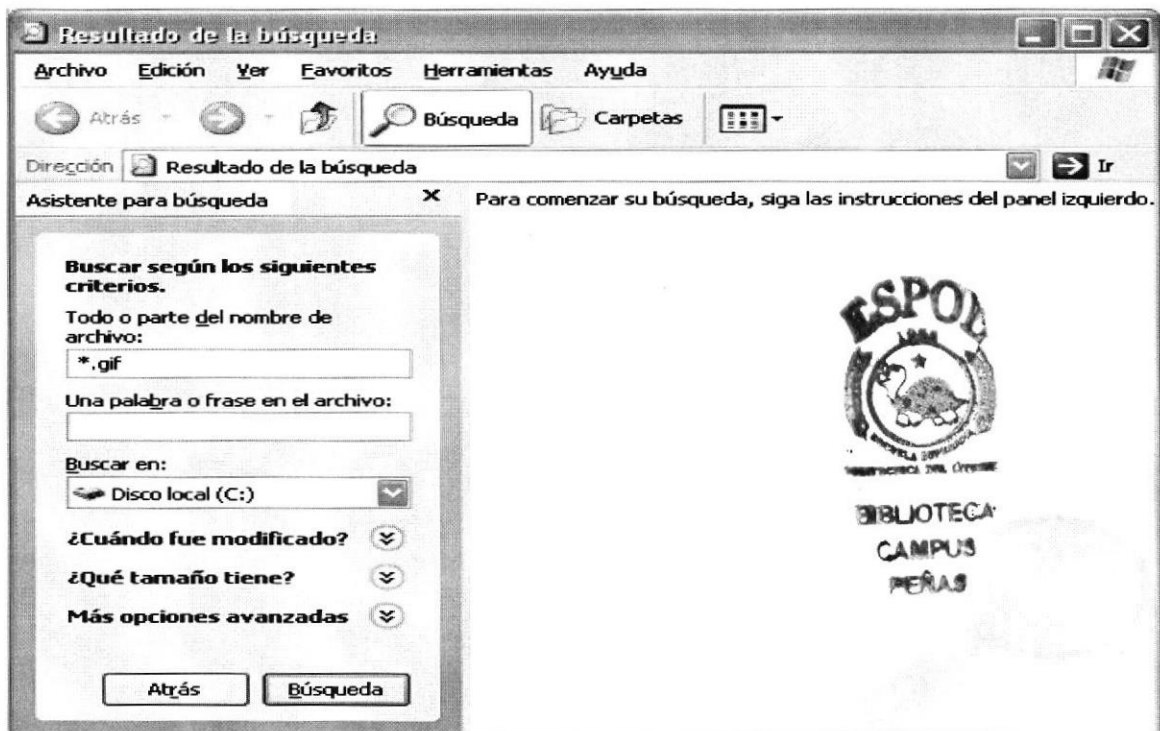 Resultado de la búsqueda
Archivo Edición Ver Favoritos Herramientas Ayuda
Atrás Búsqueda Carpetas
Dirección Resultado de la búsqueda Ir
Asistente para búsqueda
Para comenzar su búsqueda, siga las instrucciones del panel izquierdo.
Buscar según los siguientes
criterios.
Todo o parte del nombre de
archivo:
*.gif
Una palabra o frase en el archivo:
Buscar en:
Disco local (C:)
¿Cuándo fue modificado?
¿Qué tamaño tiene?
Más opciones avanzadas
Atrás Búsqueda
ESPOL
BIBLIOTECA
CAMPUS
PEÑAS